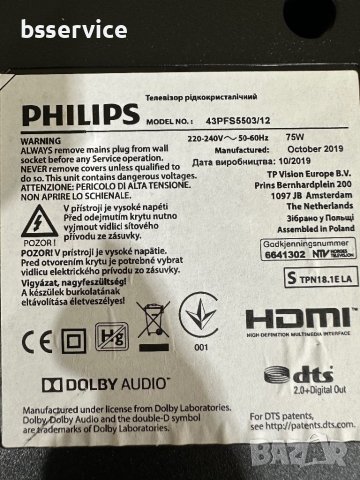 bsservice
Телевізор рідкокристалічний
PHILIPS
MODEL NO.: 43PFS5503/12
WARNING
ALWAYS remove mains plug from wall
socket before any Service operation.
NEVER remove covers unless qualified to
do so. This unit contains dangerous voltages.
ATTENZIONE: PERICOLO DI ALTA TENSIONE.
NON APRIRE LO SCHIENALE.
220-240V～50-60Hz 75W
Manufactured: October 2019
Дата виробництва: 10/2019
TP Vision Europe B.V.
Prins Bernhardplein 200
1097 JB Amsterdam
The Netherlands
Зібрано у Польщі
Assembled in Poland
V přístroji je vysoké napětí
Před odejmutím krytu nutno
vyjmout vidlici síťového
přívodu ze zásuvky
POZOR !
POZOR! V prístroji je vysoké napätie.
Pred otvorením krytu je potrebné vybrať
vidlicu sieťového prívodu zo zásuvky.
Vigyázat, nagyfeszültség!
A készülék burkolatának
eltávolítása életveszélyes!
Godkjenningsnummer
6641302 NTV
S TPN18.1E LA
CE
Hg
001
HDMI
HIGH-DEFINITION MULTIMEDIA INTERFACE
DOLBY AUDIO™
dts
2.0+Digital Out
Manufactured under license from Dolby Laboratories.
Dolby, Dolby Audio and the double-D symbol
are trademarks of Dolby Laboratories.
For DTS patents,
see http://patents.dts.com.
bazar